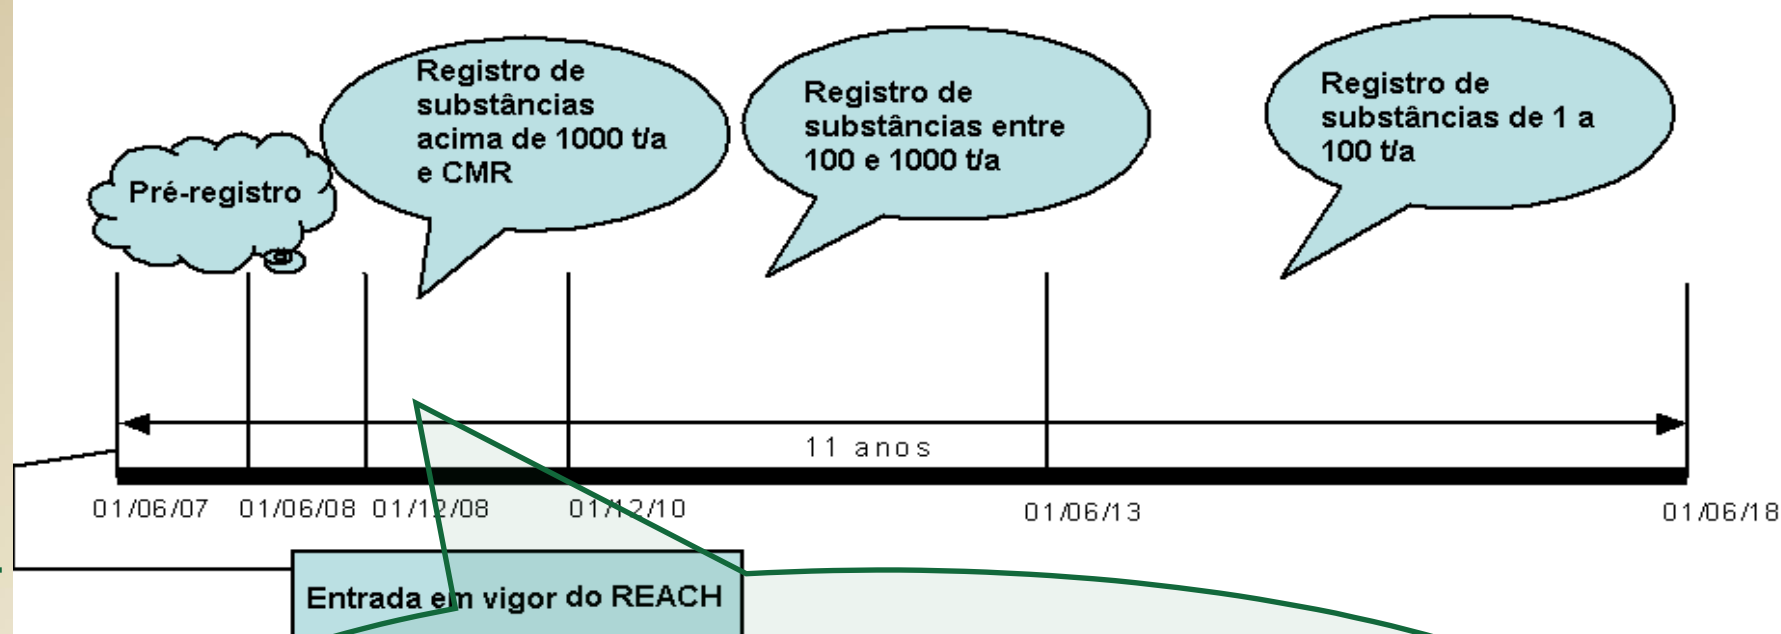 Pré-registro
Registro de
substâncias
acima de 1000 t/a
e CMR
Registro de
substâncias entre
100 e 1000 t/a
Registro de
substâncias de 1 a
100 t/a
11 anos
01/06/07
01/06/08
01/12/08
01/12/10
01/06/13
01/06/18
Entrada em vigor do REACH